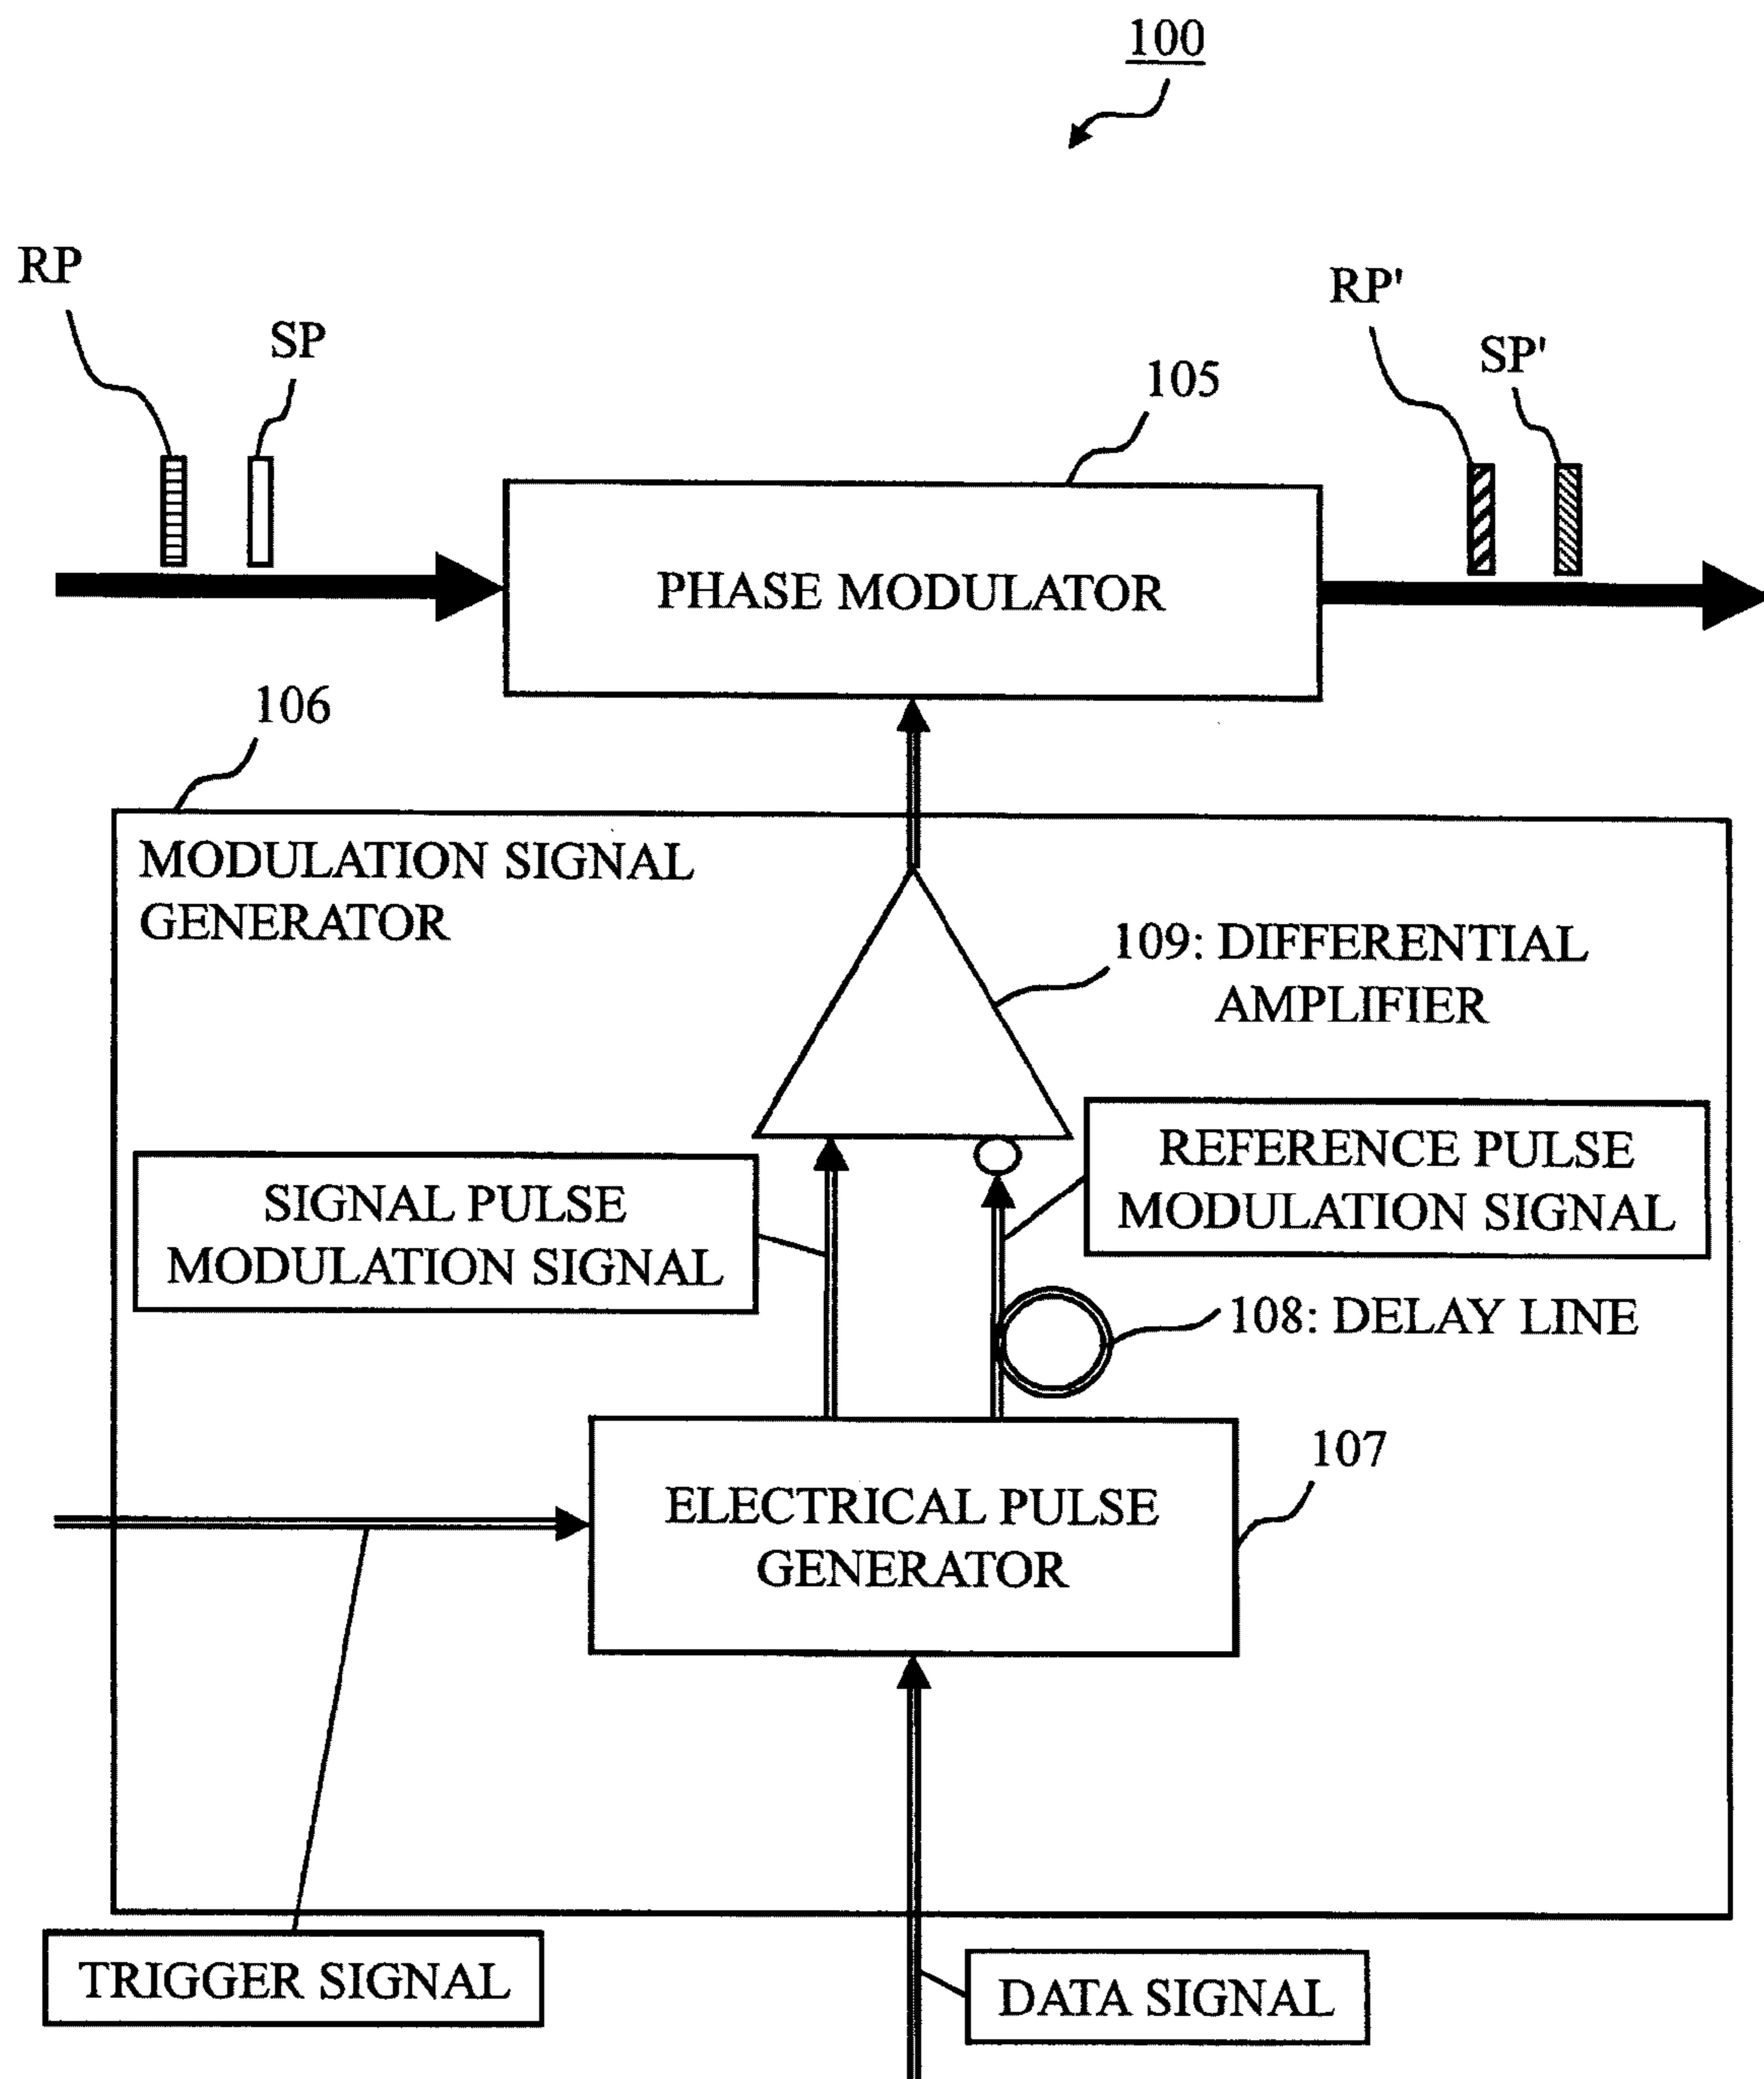 100
RP
SP
RP'
SP'
105
PHASE MODULATOR
106
MODULATION SIGNAL
GENERATOR
109: DIFFERENTIAL
AMPLIFIER
SIGNAL PULSE
MODULATION SIGNAL
REFERENCE PULSE
MODULATION SIGNAL
108: DELAY LINE
107
ELECTRICAL PULSE
GENERATOR
TRIGGER SIGNAL
DATA SIGNAL